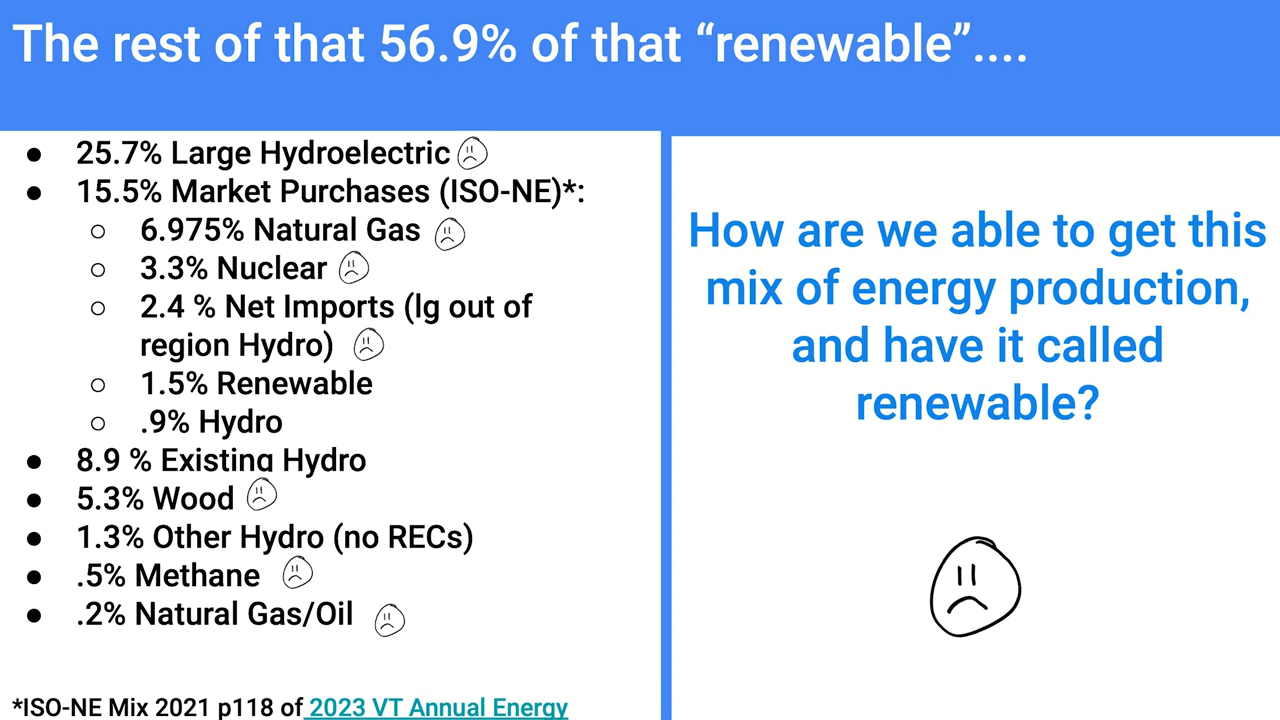 The rest of that 56.9% of that “renewable”....
● 25.7% Large Hydroelectric
● 15.5% Market Purchases (ISO-NE)*:
○ 6.975% Natural Gas
○ 3.3% Nuclear
○ 2.4 % Net Imports (lg out of
region Hydro)
○ 1.5% Renewable
○ .9% Hydro
● 8.9 % Existing Hydro
● 5.3% Wood
● 1.3% Other Hydro (no RECs)
● .5% Methane
● .2% Natural Gas/Oil
*ISO-NE Mix 2021 p118 of 2023 VT Annual Energy
How are we able to get this
mix of energy production,
and have it called
renewable?